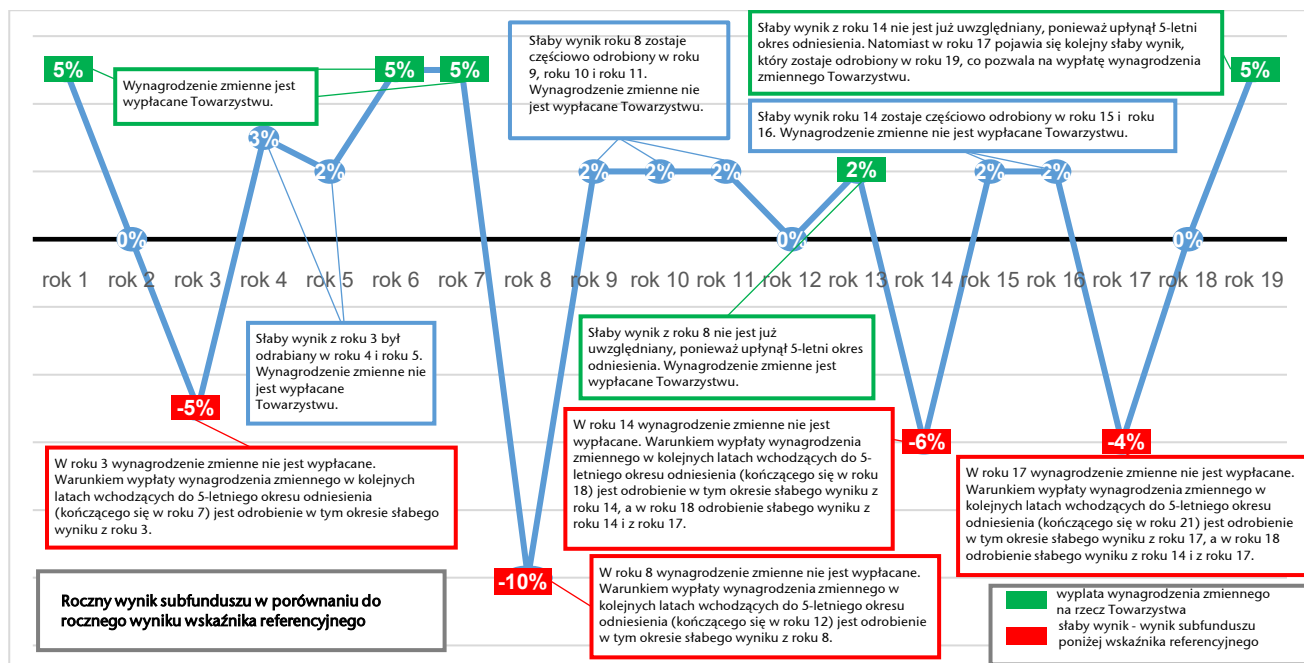 Słaby wynik z roku 14 nie jest już uwzględniany, ponieważ upłynął 5-letni
okres odniesienia. Natomiast w roku 17 pojawia się kolejny słaby wynik,
który zostaje odrobiony w roku 19, co pozwala na wypłatę wynagrodzenia
zmiennego Towarzystwu.
Słaby wynik roku 8 zostaje
częściowo odrobiony w roku
9, roku 10 i roku 11.
Wynagrodzenie zmienne nie
jest wypłacane Towarzystwu.
Wynagrodzenie zmienne jest
wypłacane Towarzystwu.
Słaby wynik roku 14 zostaje częściowo odrobiony w roku 15 i roku
16. Wynagrodzenie zmienne nie jest wypłacane Towarzystwu.
5%
0%
-5%
3%
2%
5%
5%
-10%
2%
2%
2%
0%
2%
-6%
2%
2%
-4%
0%
5%
rok 1
rok 2
rok 3
rok 4
rok 5
rok 6
rok 7
rok 8
rok 9
rok 10
rok 11
rok 12
rok 13
rok 14
rok 15
rok 16
rok 17
rok 18
rok 19
Słaby wynik z roku 3 był
odrabiany w roku 4 i roku 5.
Wynagrodzenie zmienne nie
jest wypłacane
Towarzystwu.
Słaby wynik z roku 8 nie jest już
uwzględniany, ponieważ upłynął 5-letni okres
odniesienia. Wynagrodzenie zmienne jest
wypłacane Towarzystwu.
W roku 3 wynagrodzenie zmienne nie jest wypłacane.
Warunkiem wypłaty wynagrodzenia zmiennego w kolejnych
latach wchodzących do 5-letniego okresu odniesienia
(kończącego się w roku 7) jest odrobienie w tym okresie słabego
wyniku z roku 3.
W roku 14 wynagrodzenie zmienne nie jest
wypłacane. Warunkiem wypłaty wynagrodzenia
zmiennego w kolejnych latach wchodzących do 5-
letniego okresu odniesienia (kończącego się w roku
18) jest odrobienie w tym okresie słabego wyniku z
roku 14, a w roku 18 odrobienie słabego wyniku z
roku 14 i z roku 17.
W roku 17 wynagrodzenie zmienne nie jest wypłacane.
Warunkiem wypłaty wynagrodzenia zmiennego w
kolejnych latach wchodzących do 5-letniego okresu
odniesienia (kończącego się w roku 21) jest odrobienie
w tym okresie słabego wyniku z roku 17, a w roku 18
odrobienie słabego wyniku z roku 14 i z roku 17.
W roku 8 wynagrodzenie zmienne nie jest wypłacane.
Warunkiem wypłaty wynagrodzenia zmiennego w
kolejnych latach wchodzących do 5-letniego okresu
odniesienia (kończącego się w roku 12) jest odrobienie
w tym okresie słabego wyniku z roku 8.
Roczny wynik subfunduszu w porównaniu do
rocznego wyniku wskaźnika referencyjnego
wyplata wynagrodzenia zmiennego
na rzecz Towarzystwa
słaby wynik - wynik subfunduszu
poniżej wskaźnika referencyjnego